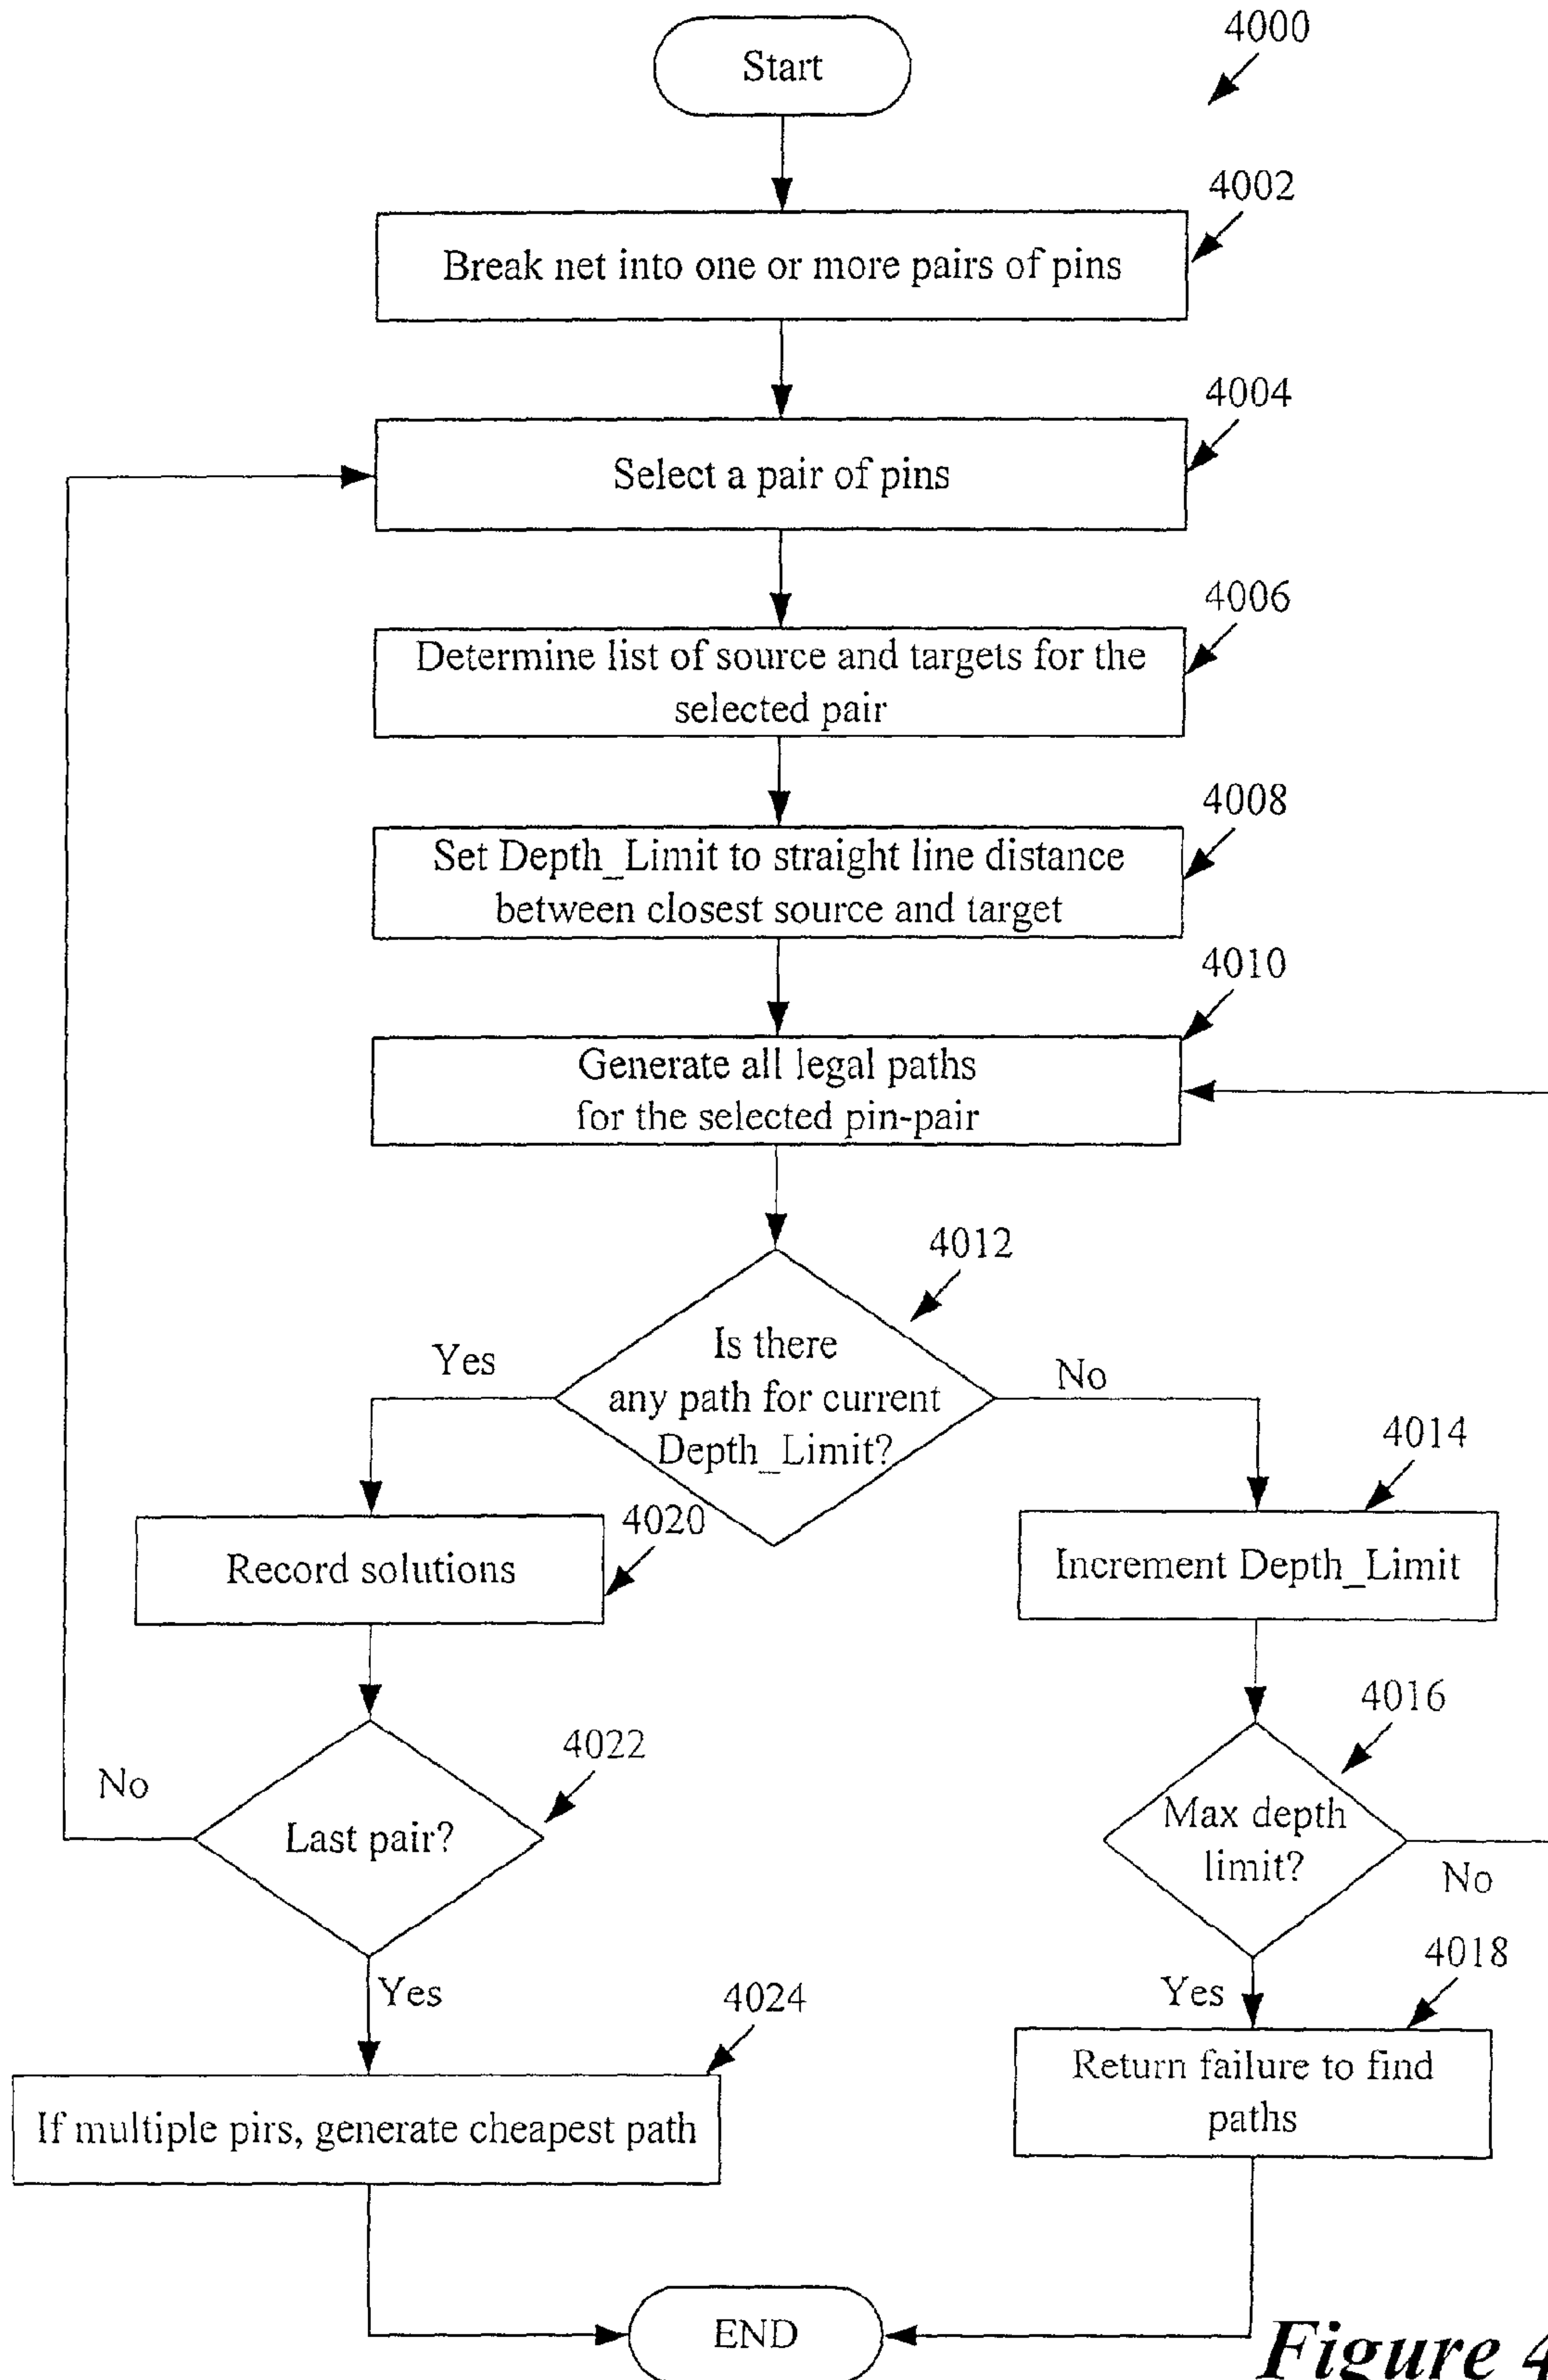 4000
Start
4002
Break net into one or more pairs of pins
4004
Select a pair of pins
4006
Determine list of source and targets for the
selected pair
4008
Set Depth_Limit to straight line distance
between closest source and target
4010
Generate all legal paths
for the selected pin-pair
4012
Is there
any path for current
Depth_Limit?
Yes
No
4014
Increment Depth_Limit
4020
Record solutions
4016
Max depth
limit?
No
4022
Last pair?
No
Yes
Yes
4018
Return failure to find
paths
4024
If multiple pirs, generate cheapest path
END
Figure 4